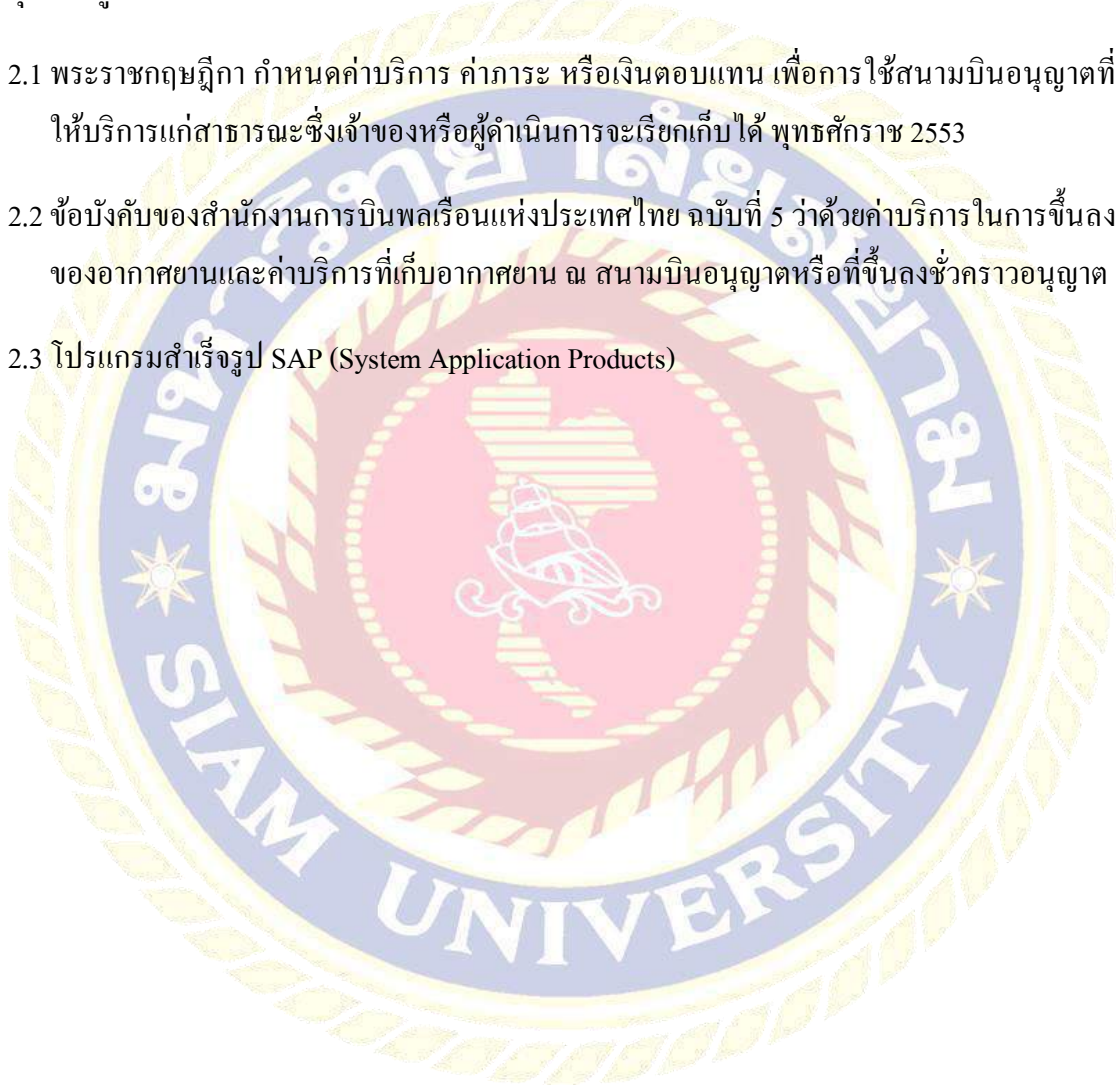 2.1 พระราชกฤษฎีกา กำหนดค่าบริการ ค่าภาระ หรือเงินตอบแทน เพื่อการใช้สนามบินอนุญาตที่
ให้บริการแก่สาธารณะซึ่งเจ้าของหรือผู้ดำเนินการจะเรียกเก็บได้ พุทธศักราช 2553
2.2 ข้อบังคับของสำนักงานการบินพลเรือนแห่งประเทศไทย ฉบับที่ 5 ว่าด้วยค่าบริการในการขึ้นลง
ของอากาศยานและค่าบริการที่เก็บอากาศยาน ณ สนามบินอนุญาตหรือที่ขึ้นลงชั่วคราวอนุญาต
2.3 โปรแกรมสำเร็จรูป SAP (System Application Products)
มหาวิทยาลัยสยาม
SIAM UNIVERSITY